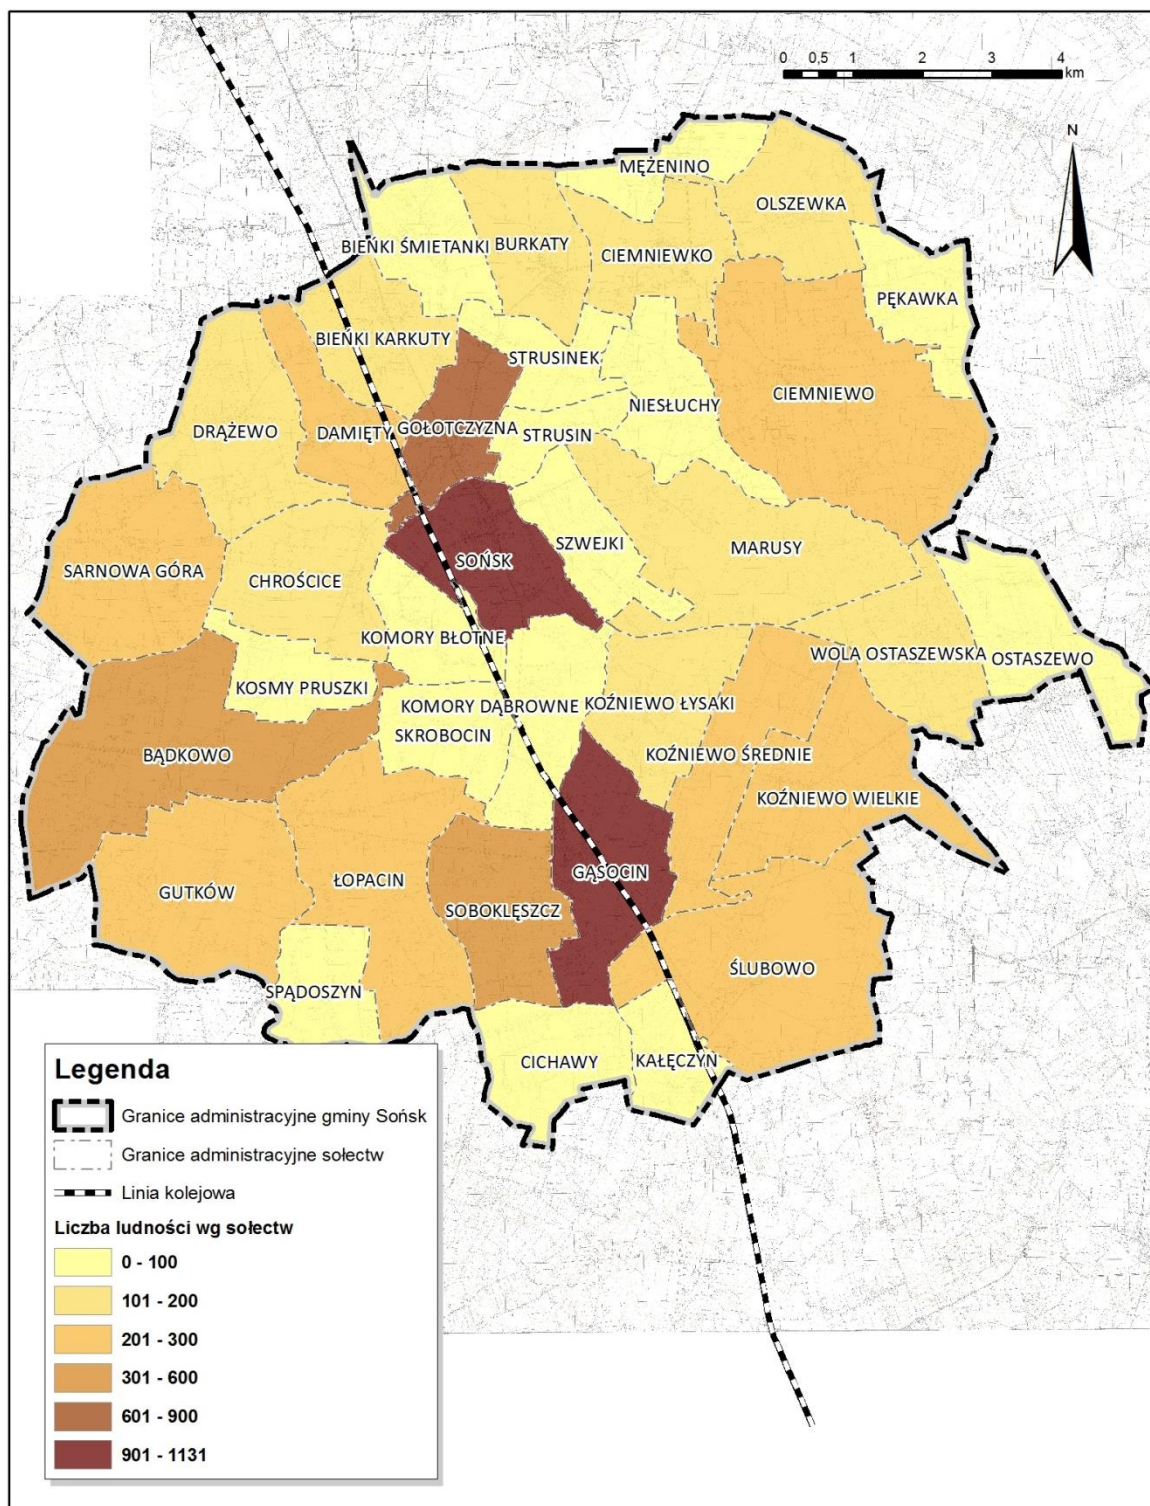 0 0,5 1 2 3 4
km
N
MĘŻENINO
OLSZEWKA
BIEŃKI ŚMIETANKI
BURKATY
CIEMNIEWKO
PĘKAWKA
BIEŃKI KARKUTY
STRUSINEK
NIESŁUCHY
CIEMNIEWO
DRĄŻEWO
DAMIĘTY
GOŁOTCZYZNA
STRUSIN
SZWEJKI
MARUSY
SARNOWA GÓRA
CHROŚCICE
SOŃSK
KOMORY BŁOTNE
WOLA OSTASZEWSKA
OSTASZEWO
KOSMY PRUSZKI
KOMORY DĄBROWNE
KOŹNIEWO ŁYSAKI
SKROBOCIN
BĄDKOWO
KOŹNIEWO ŚREDNIE
KOŹNIEWO WIELKIE
GUTKÓW
ŁOPACIN
GĄSOCIN
SOBOKLĘSZCZ
ŚLUBOWO
SPĄDOSZYN
CICHAWY
KAŁĘCZYN
Legenda
Granice administracyjne gminy Sońsk
Granice administracyjne sołectw
Linia kolejowa
Liczba ludności wg sołectw
0 - 100
101 - 200
201 - 300
301 - 600
601 - 900
901 - 1131